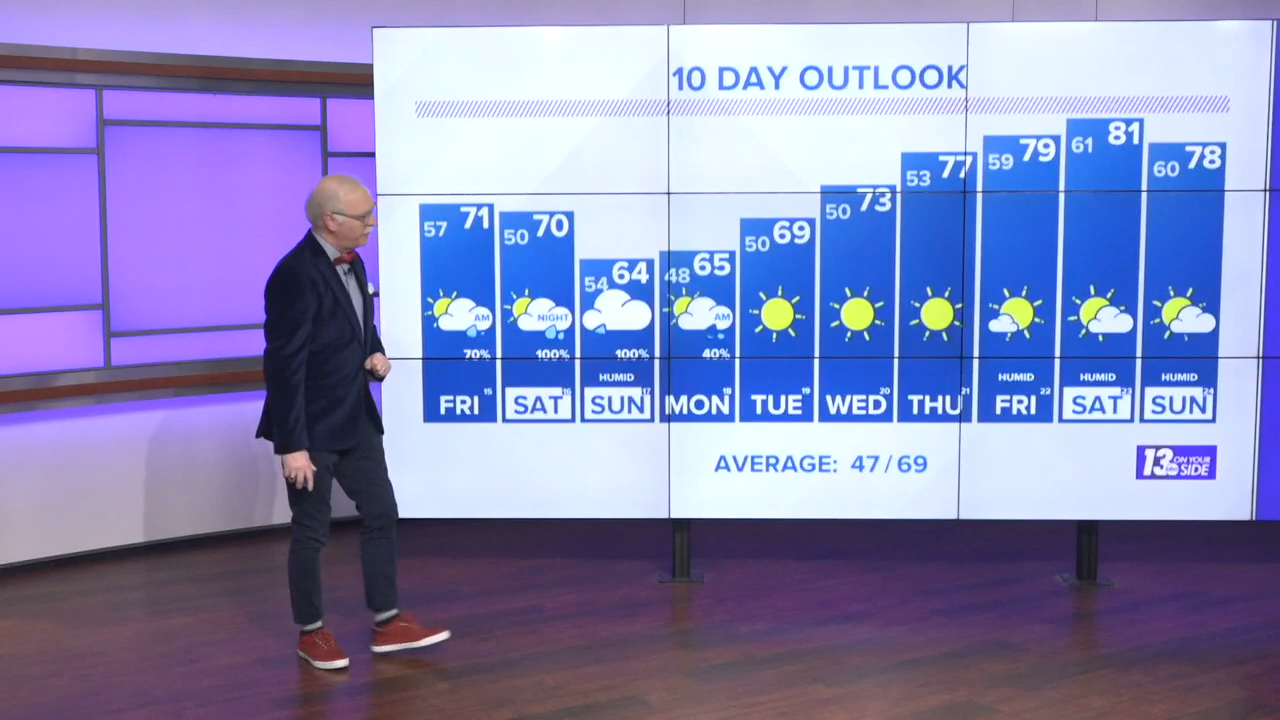 10 DAY OUTLOOK
57 71
50 70
54 64
48 65
50 69
50 73
53 77
59 79
61 81
60 78
AM
NIGHT
AM
70%
100%
100%
40%
HUMID
HUMID
HUMID
HUMID
FRI 15
SAT 16
SUN 17
MON 18
TUE 19
WED 20
THU 21
FRI 22
SAT 23
SUN 24
AVERAGE: 47/69
13 ON YOUR SIDE